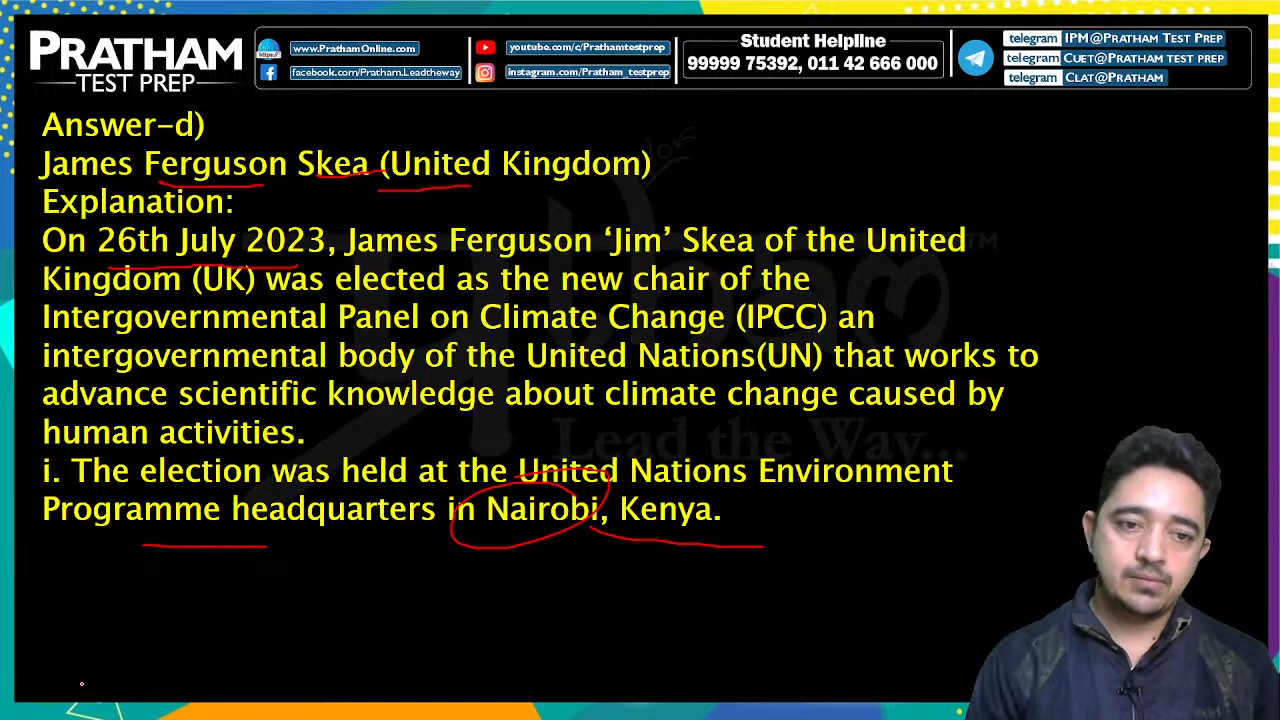 PRATHAM
TEST PREP
https://
www.PrathamOnline.com
facebook.com/Pratham.Leadtheway
youtube.com/c/Prathamtestprep
instagram.com/Pratham_testprep
Student Helpline
99999 75392, 011 42 666 000
telegram IPM@PRATHAM TEST PREP
telegram CUET@PRATHAM TEST PREP
telegram CLAT@PRATHAM
Answer-d)
James Ferguson Skea (United Kingdom)
Explanation:
On 26th July 2023, James Ferguson ‘Jim’ Skea of the United
Kingdom (UK) was elected as the new chair of the
Intergovernmental Panel on Climate Change (IPCC) an
intergovernmental body of the United Nations(UN) that works to
advance scientific knowledge about climate change caused by
human activities.
i. The election was held at the United Nations Environment
Programme headquarters in Nairobi, Kenya.
Lead the Way...
TM